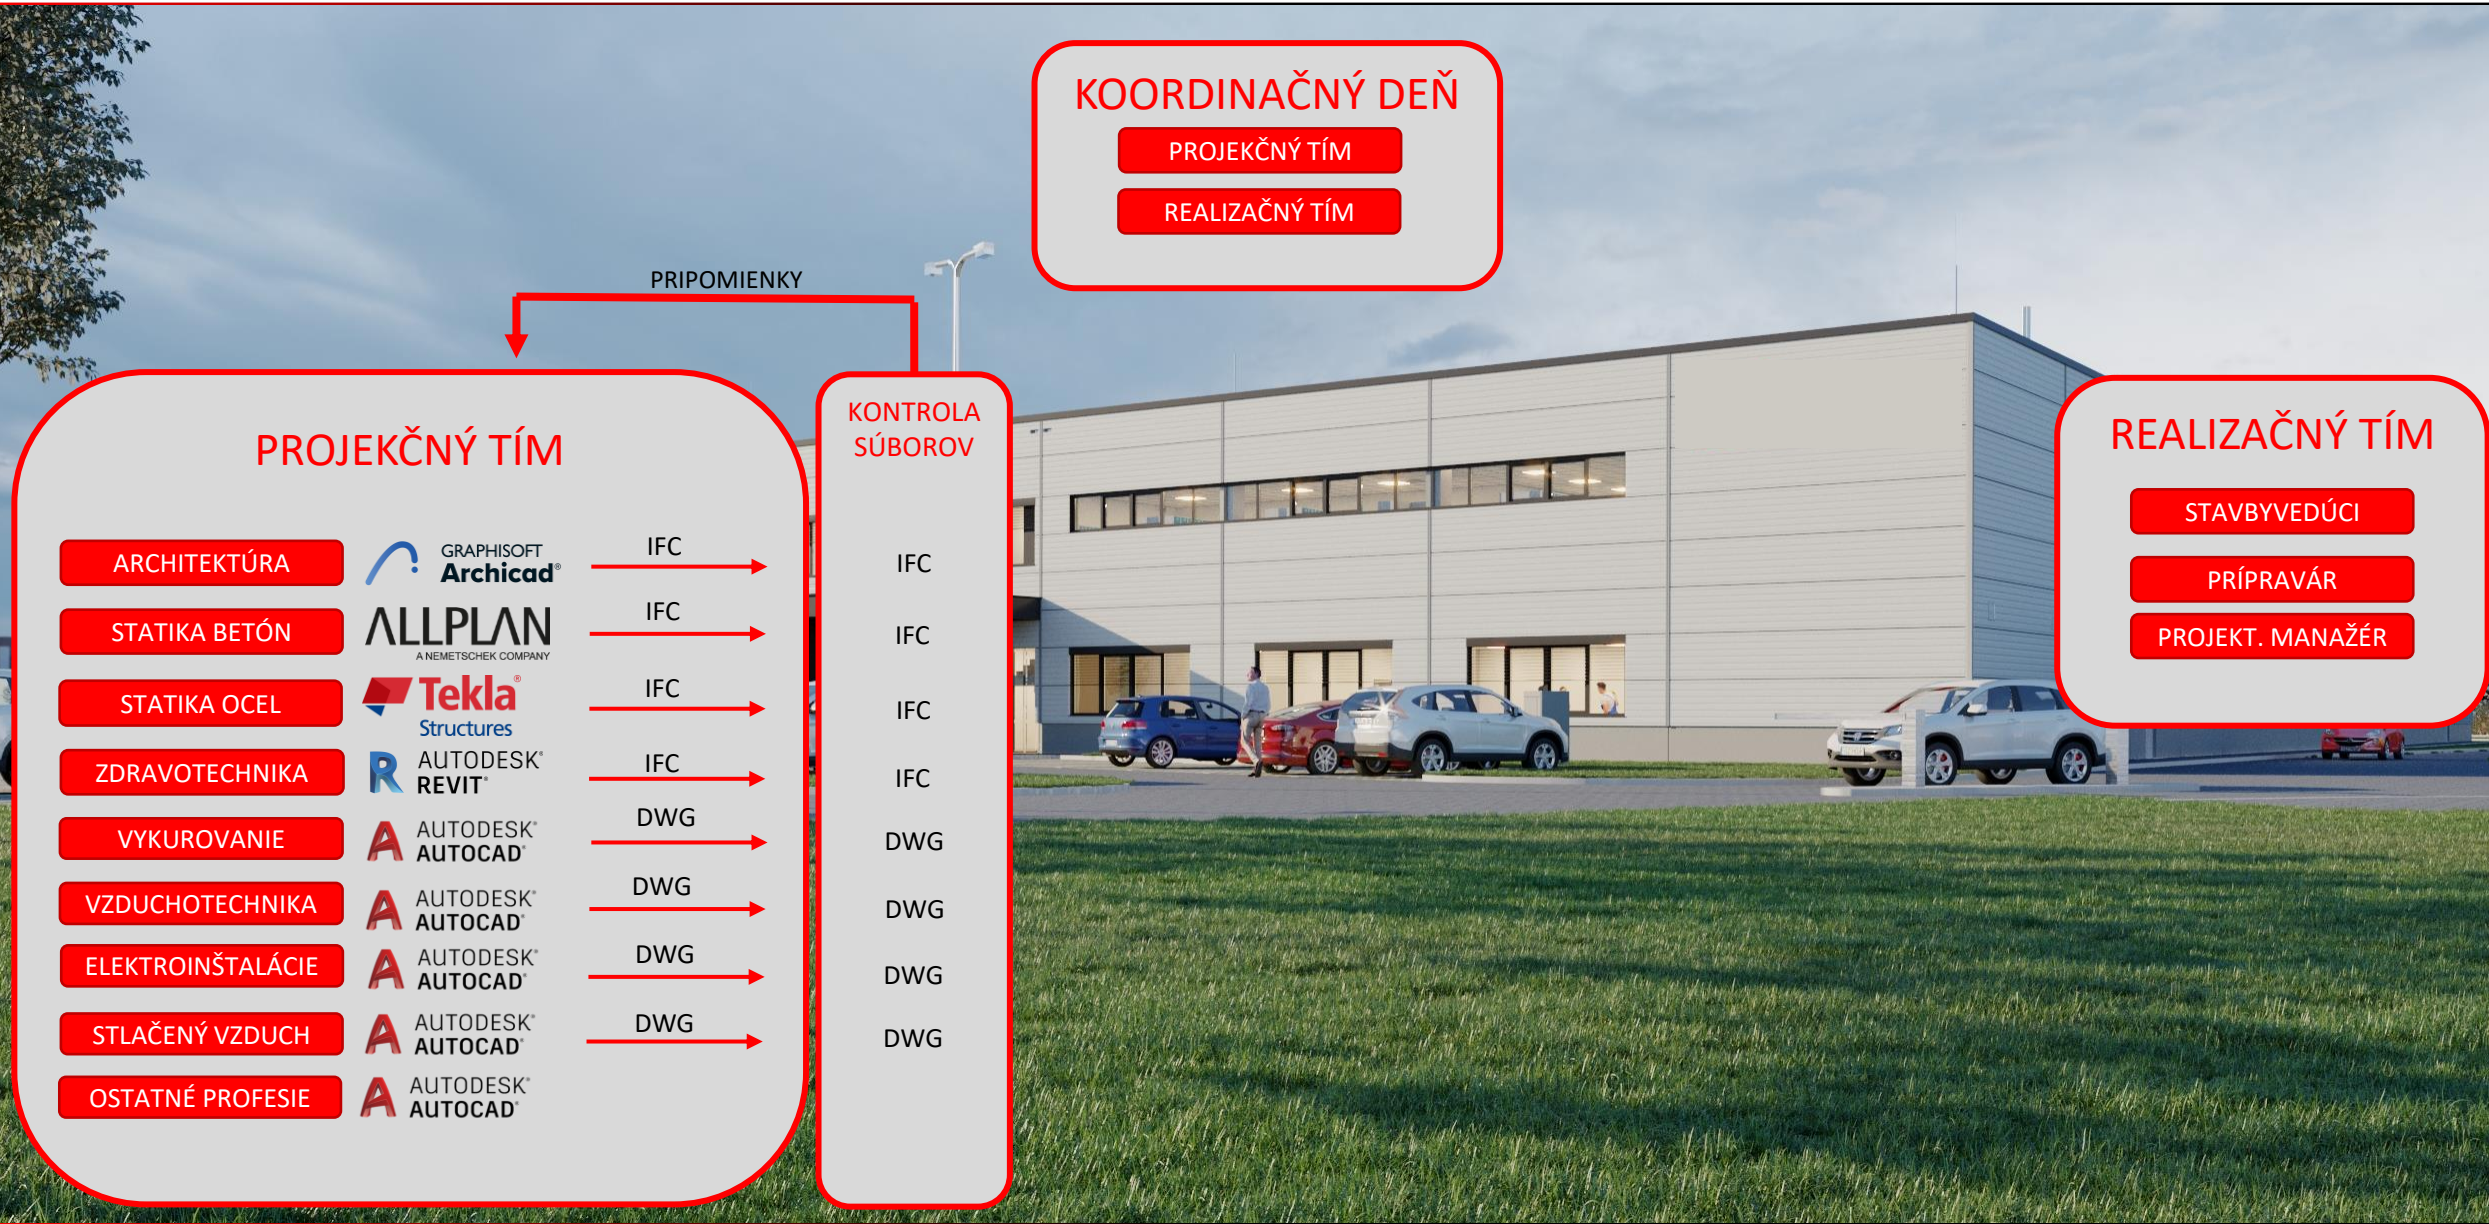 KOORDINAČNÝ DEŇ
PROJEKČNÝ TÍM
REALIZAČNÝ TÍM
PRIPOMIENKY
PROJEKČNÝ TÍM
ARCHITEKTÚRA
GRAPHISOFT
Archicad®
IFC
STATIKA BETÓN
ALLPLAN
A NEMETSCHEK COMPANY
IFC
STATIKA OCEL
Tekla®
Structures
IFC
ZDRAVOTECHNIKA
R AUTODESK®
REVIT®
IFC
VYKUROVANIE
A AUTODESK®
AUTOCAD®
DWG
VZDUCHOTECHNIKA
A AUTODESK®
AUTOCAD®
DWG
ELEKTROINŠTALÁCIE
A AUTODESK®
AUTOCAD®
DWG
STLAČENÝ VZDUCH
A AUTODESK®
AUTOCAD®
DWG
OSTATNÉ PROFESIE
A AUTODESK®
AUTOCAD®
KONTROLA
SÚBOROV
IFC
IFC
IFC
IFC
DWG
DWG
DWG
DWG
REALIZAČNÝ TÍM
STAVBYVEDÚCI
PRÍPRAVÁR
PROJEKT. MANAŽÉR